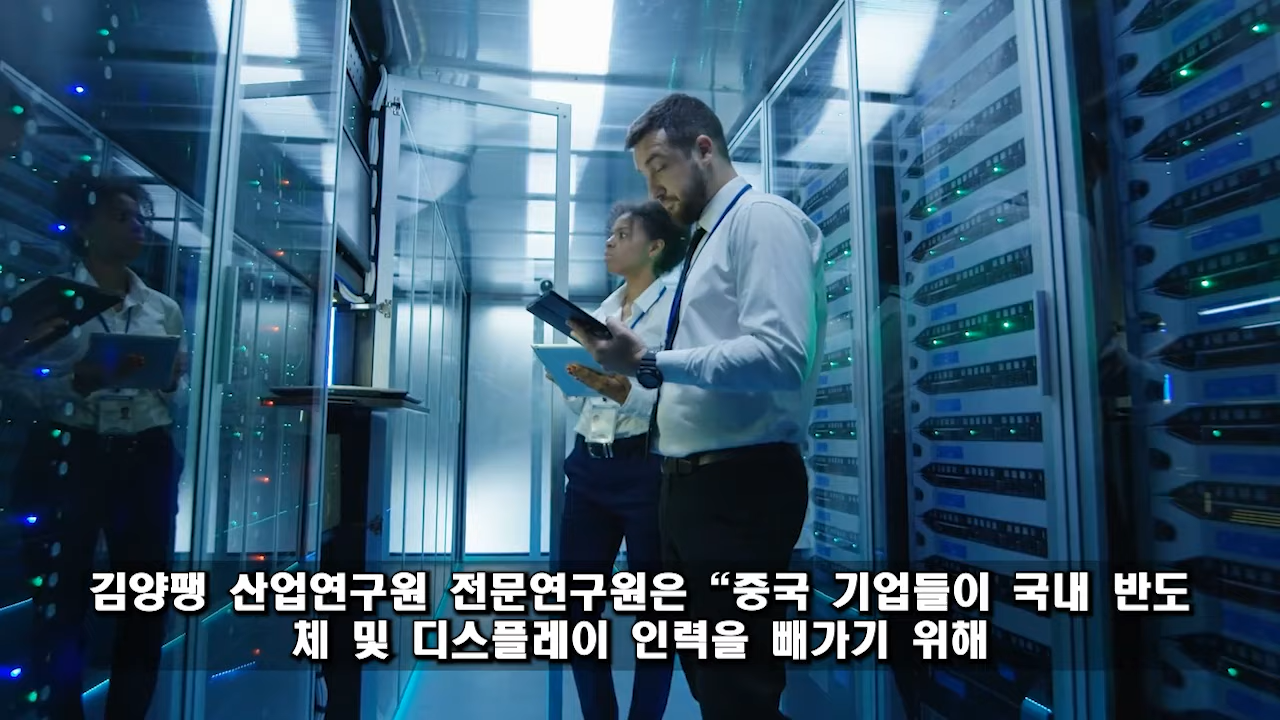 김양팽 산업연구원 전문연구원은 “중국 기업들이 국내 반도
체 및 디스플레이 인력을 빼가기 위해